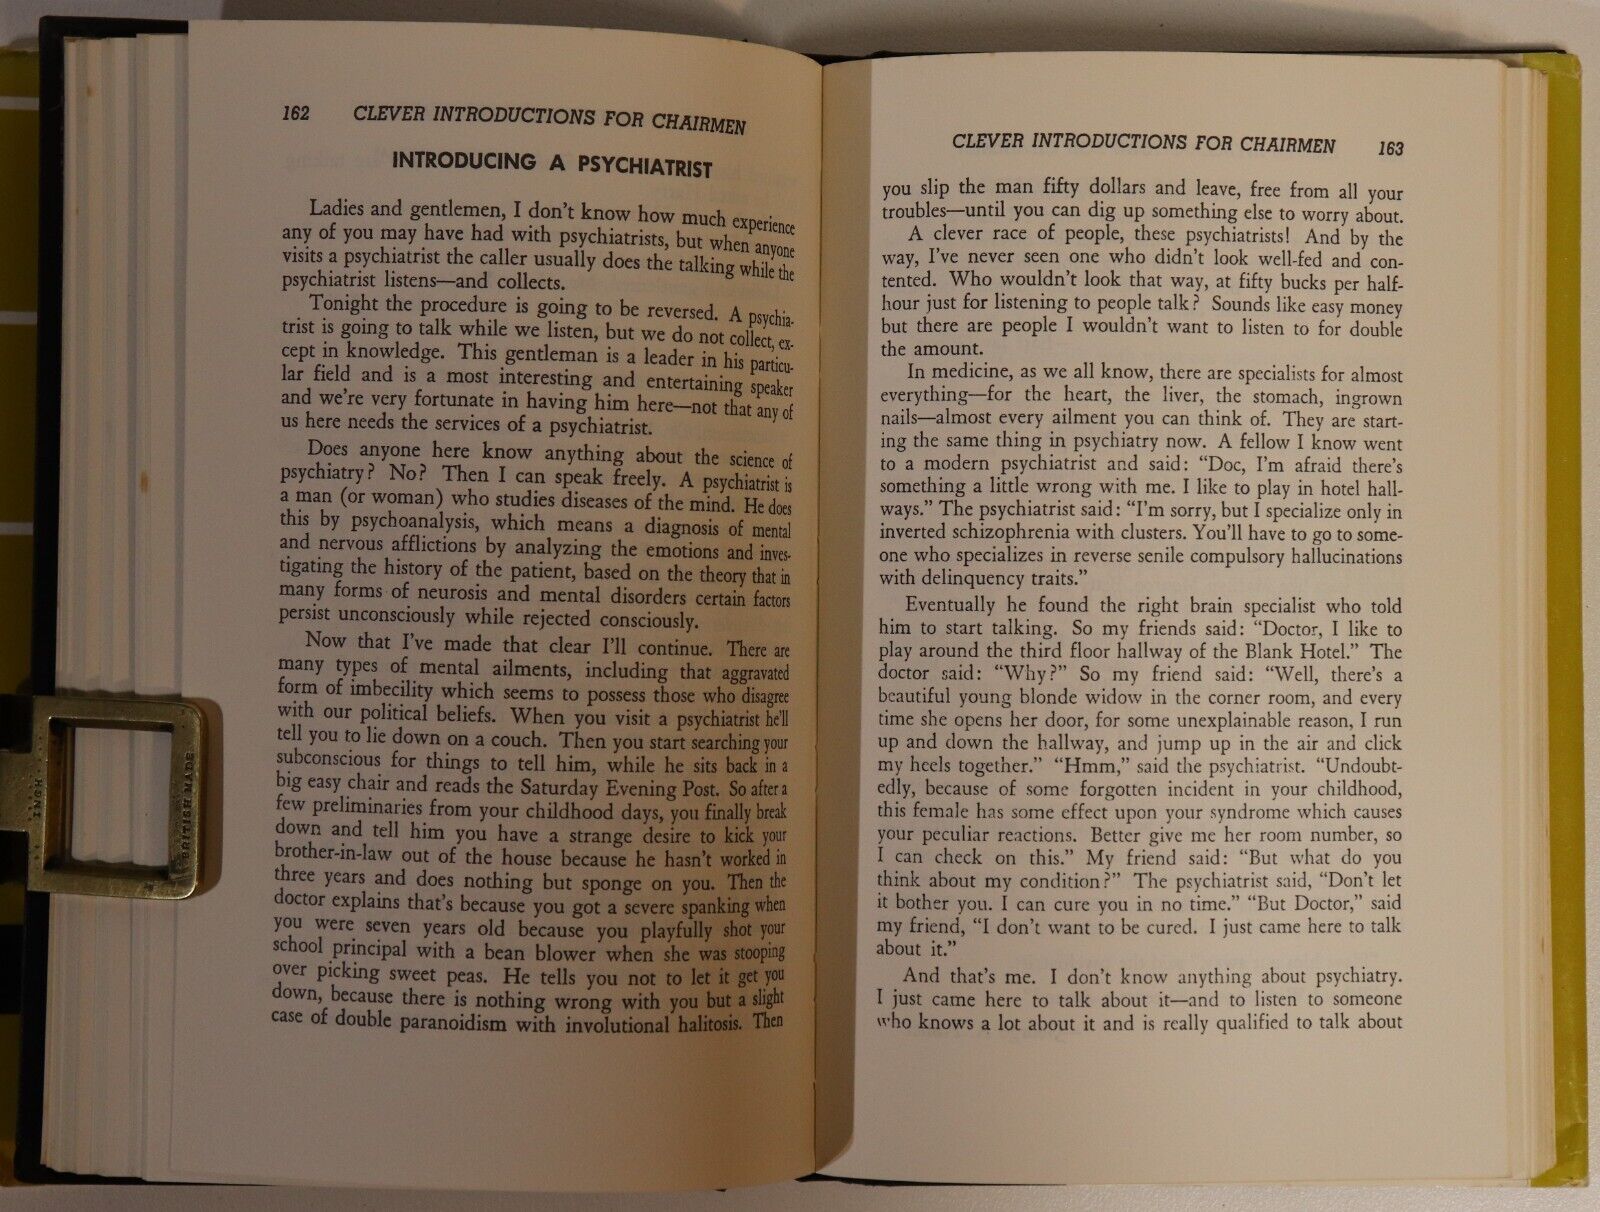 162 CLEVER INTRODUCTIONS FOR CHAIRMEN
INTRODUCING A PSYCHIATRIST
Ladies and gentlemen, I don't know how much experience
any of you may have had with psychiatrists, but when anyone
visits a psychiatrist the caller usually does the talking while the
psychiatrist listens—and collects.
Tonight the procedure is going to be reversed. A psychia-
trist is going to talk while we listen, but we do not collect, ex-
cept in knowledge. This gentleman is a leader in his particu-
lar field and is a most interesting and entertaining speaker
and we're very fortunate in having him here—not that any of
us here needs the services of a psychiatrist.
Does anyone here know anything about the science of
psychiatry? No? Then I can speak freely. A psychiatrist is
a man (or woman) who studies diseases of the mind. He does
this by psychoanalysis, which means a diagnosis of mental
and nervous afflictions by analyzing the emotions and inves-
tigating the history of the patient, based on the theory that in
many forms of neurosis and mental disorders certain factors
persist unconsciously while rejected consciously.
Now that I've made that clear I'll continue. There are
many types of mental ailments, including that aggravated
form of imbecility which seems to possess those who disagree
with our political beliefs. When you visit a psychiatrist he'll
tell you to lie down on a couch. Then you start searching your
subconscious for things to tell him, while he sits back in a
big easy chair and reads the Saturday Evening Post. So after a
few preliminaries from your childhood days, you finally break
down and tell him you have a strange desire to kick your
brother-in-law out of the house because he hasn't worked in
three years and does nothing but sponge on you. Then the
doctor explains that's because you got a severe spanking when
you were seven years old because you playfully shot your
school principal with a bean blower when she was stooping
over picking sweet peas. He tells you not to let it get you
down, because there is nothing wrong with you but a slight
case of double paranoidism with involutional halitosis. Then
INGH
BRITISH MADE
CLEVER INTRODUCTIONS FOR CHAIRMEN 163
you slip the man fifty dollars and leave, free from all your
troubles—until you can dig up something else to worry about.
A clever race of people, these psychiatrists! And by the
way, I've never seen one who didn't look well-fed and con-
tented. Who wouldn't look that way, at fifty bucks per half-
hour just for listening to people talk? Sounds like easy money
but there are people I wouldn't want to listen to for double
the amount.
In medicine, as we all know, there are specialists for almost
everything—for the heart, the liver, the stomach, ingrown
nails—almost every ailment you can think of. They are start-
ing the same thing in psychiatry now. A fellow I know went
to a modern psychiatrist and said: "Doc, I'm afraid there's
something a little wrong with me. I like to play in hotel hall-
ways." The psychiatrist said: "I'm sorry, but I specialize only in
inverted schizophrenia with clusters. You'll have to go to some-
one who specializes in reverse senile compulsory hallucinations
with delinquency traits."
Eventually he found the right brain specialist who told
him to start talking. So my friends said: "Doctor, I like to
play around the third floor hallway of the Blank Hotel." The
doctor said: "Why?" So my friend said: "Well, there's a
beautiful young blonde widow in the corner room, and every
time she opens her door, for some unexplainable reason, I run
up and down the hallway, and jump up in the air and click
my heels together." "Hmm," said the psychiatrist. "Undoubt-
edly, because of some forgotten incident in your childhood,
this female has some effect upon your syndrome which causes
your peculiar reactions. Better give me her room number, so
I can check on this." My friend said: "But what do you
think about my condition?" The psychiatrist said, "Don't let
it bother you. I can cure you in no time." "But Doctor," said
my friend, "I don't want to be cured. I just came here to talk
about it."
And that's me. I don't know anything about psychiatry.
I just came here to talk about it—and to listen to someone
who knows a lot about it and is really qualified to talk about